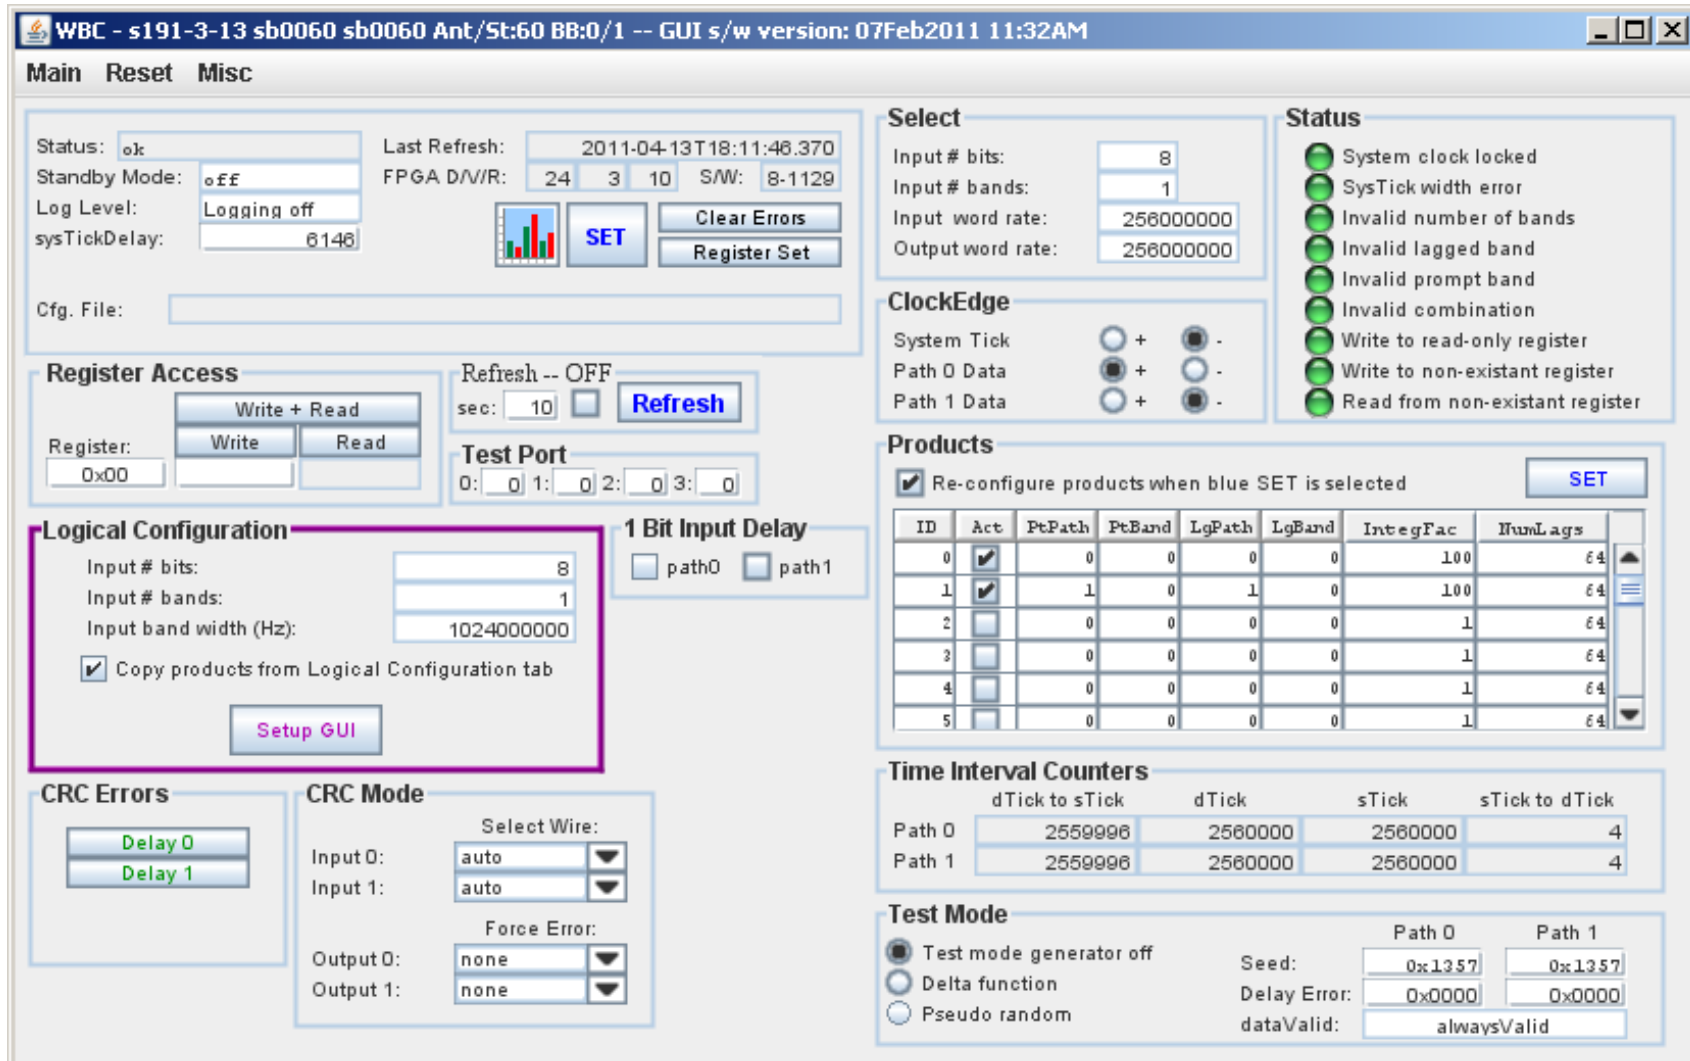 WBC - s191-3-13 sb0060 sb0060 Ant/St:60 BB:0/1 -- GUI s/w version: 07Feb2011 11:32AM
Main Reset Misc
Status: ok
Last Refresh: 2011-04-13T18:11:46.370
Standby Mode: off
FPGA D/V/R: 24 3 10 S/W: 8-1129
Log Level: Logging off
sysTickDelay: 6146
SET
Clear Errors
Register Set
Cfg. File:
Select
Input # bits: 8
Input # bands: 1
Input word rate: 256000000
Output word rate: 256000000
Status
System clock locked
SysTick width error
Invalid number of bands
Invalid lagged band
Invalid prompt band
Invalid combination
Write to read-only register
Write to non-existant register
Read from non-existant register
ClockEdge
System Tick + -
Path 0 Data + -
Path 1 Data + -
Register Access
Write + Read
Register: Write Read
0x00
Refresh -- OFF
sec: 10 Refresh
Test Port
0: 0 1: 0 2: 0 3: 0
Logical Configuration
Input # bits: 8
Input # bands: 1
Input band width (Hz): 1024000000
Copy products from Logical Configuration tab
Setup GUI
1 Bit Input Delay
path0 path1
Products
Re-configure products when blue SET is selected SET
ID Act PtPath PtBand LgPath LgBand IntegFac NumLags
0 0 0 0 0 100 64
1 1 0 1 0 100 64
2 0 0 0 0 1 64
3 0 0 0 0 1 64
4 0 0 0 0 1 64
5 0 0 0 0 1 64
CRC Errors
Delay 0
Delay 1
CRC Mode
Select Wire:
Input 0: auto
Input 1: auto
Force Error:
Output 0: none
Output 1: none
Time Interval Counters
dTick to sTick dTick sTick sTick to dTick
Path 0 2559996 2560000 2560000 4
Path 1 2559996 2560000 2560000 4
Test Mode
Test mode generator off
Delta function
Pseudo random
Path 0 Path 1
Seed: 0x1357 0x1357
Delay Error: 0x0000 0x0000
dataValid: alwaysValid